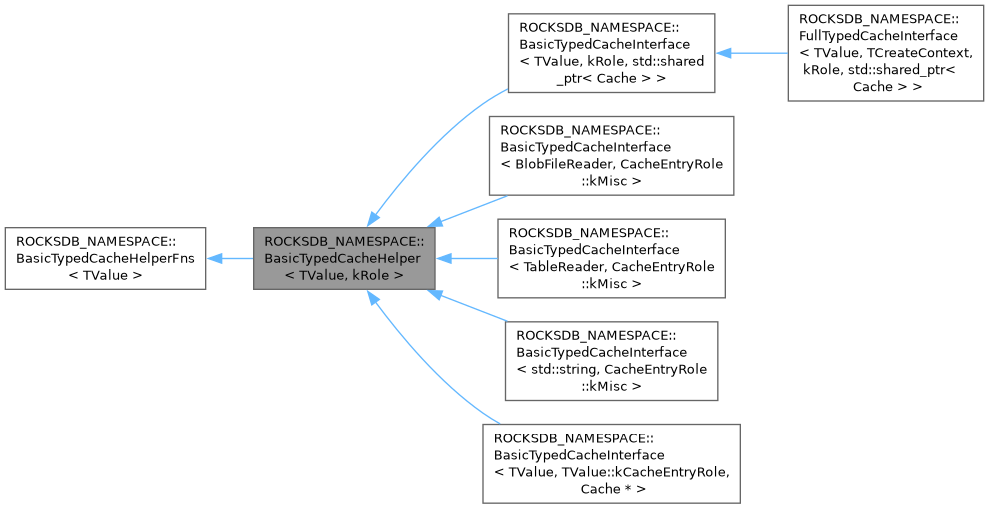 ROCKSDB_NAMESPACE::
BasicTypedCacheHelperFns
< TValue >
ROCKSDB_NAMESPACE::
BasicTypedCacheHelper
< TValue, kRole >
ROCKSDB_NAMESPACE::
BasicTypedCacheInterface
< TValue, kRole, std::shared
_ptr< Cache > >
ROCKSDB_NAMESPACE::
FullTypedCacheInterface
< TValue, TCreateContext,
kRole, std::shared_ptr<
Cache > >
ROCKSDB_NAMESPACE::
BasicTypedCacheInterface
< BlobFileReader, CacheEntryRole
::kMisc >
ROCKSDB_NAMESPACE::
BasicTypedCacheInterface
< TableReader, CacheEntryRole
::kMisc >
ROCKSDB_NAMESPACE::
BasicTypedCacheInterface
< std::string, CacheEntryRole
::kMisc >
ROCKSDB_NAMESPACE::
BasicTypedCacheInterface
< TValue, TValue::kCacheEntryRole,
Cache * >